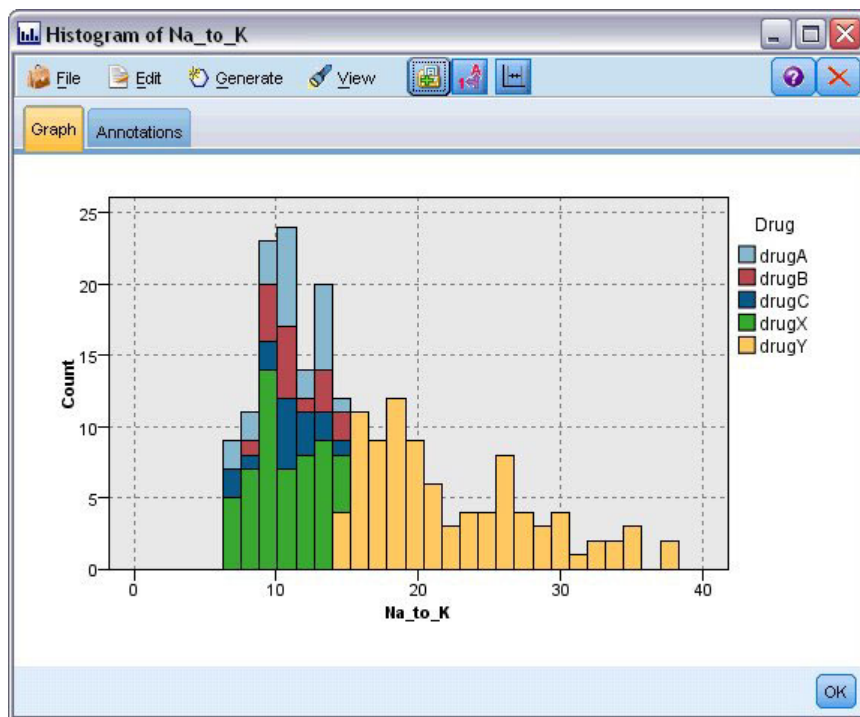 Histogram of Na_to_K
File Edit Generate View
Graph Annotations
25
20
15
10
5
0
Count
0 10 20 30 40
Na_to_K
Drug
drugA
drugB
drugC
drugX
drugY
OK